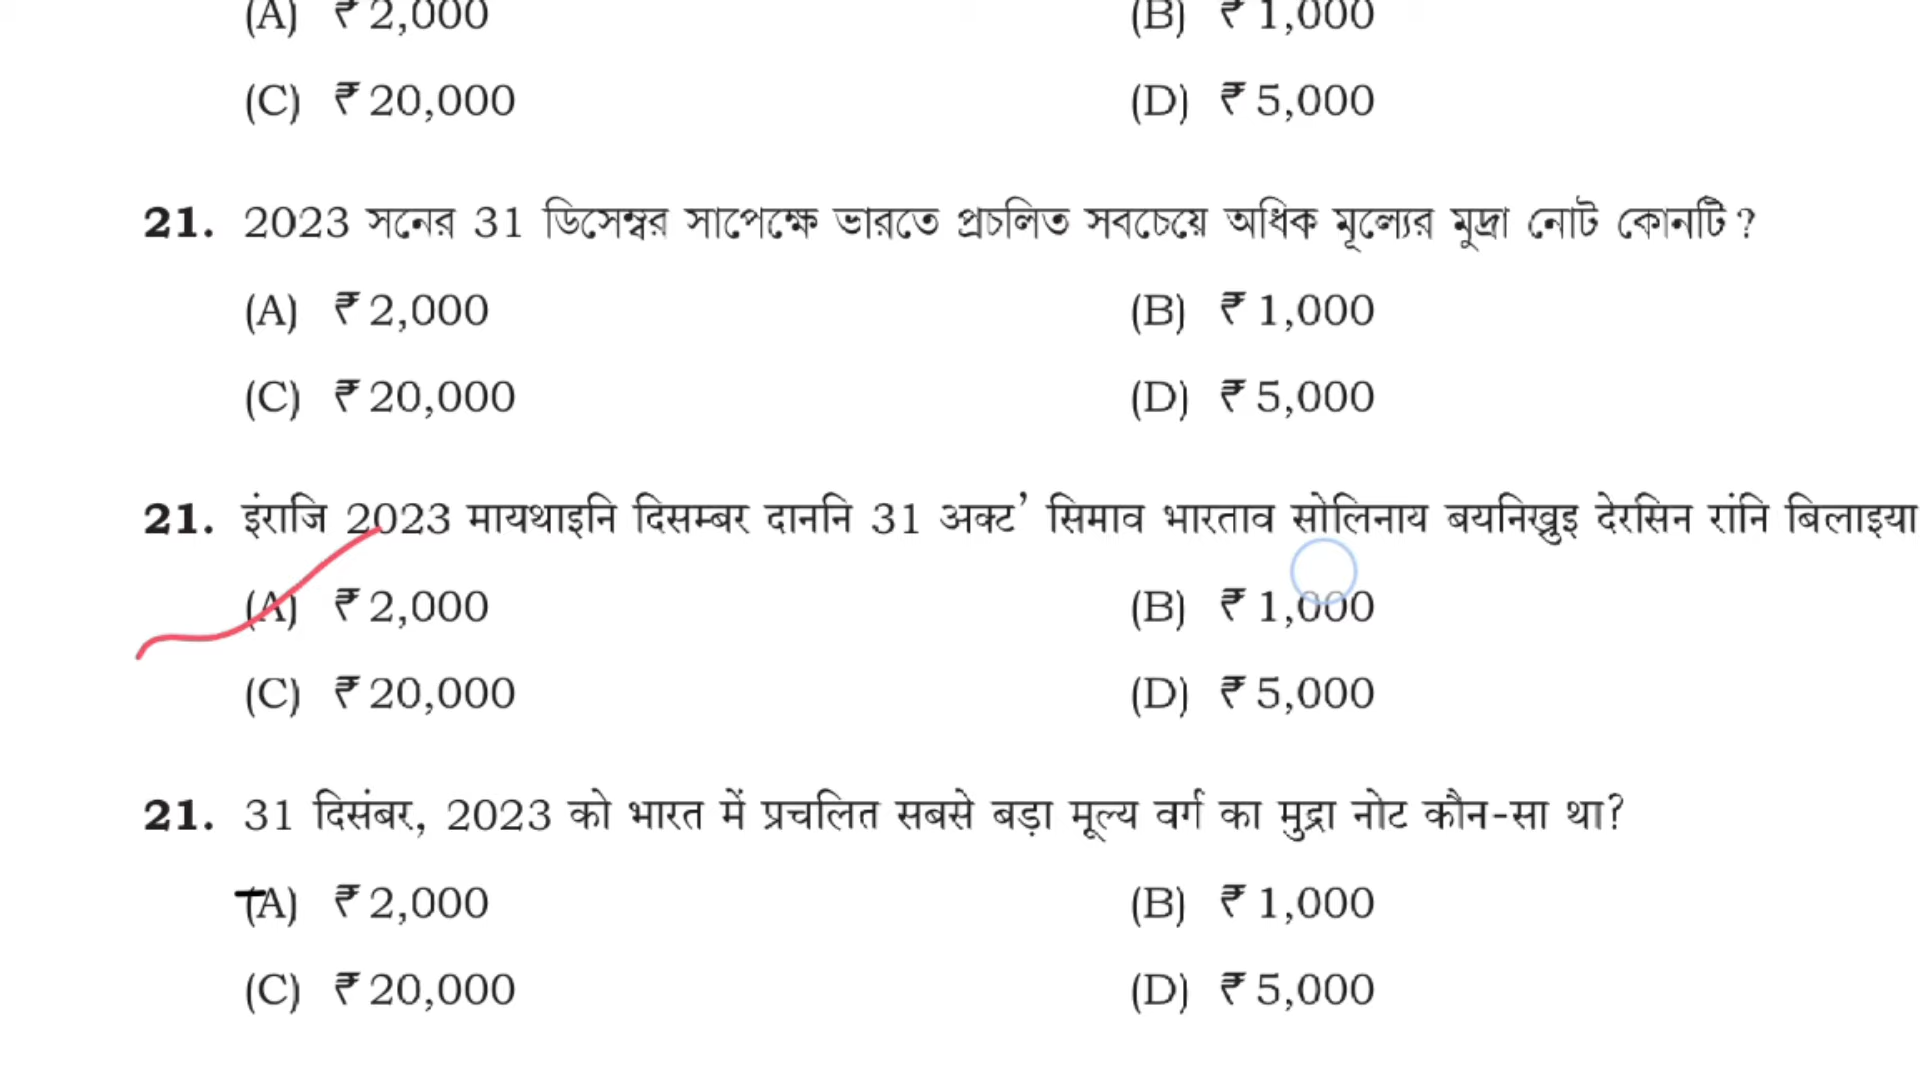 (A) ₹ 2,000 (B) ₹ 1,000
(C) ₹ 20,000 (D) ₹ 5,000
21. 2023 সনের 31 ডিসেম্বর সাপেক্ষে ভারতে প্রচলিত সবচেয়ে অধিক মূল্যের মুদ্রা নোট কোনটি?
(A) ₹ 2,000 (B) ₹ 1,000
(C) ₹ 20,000 (D) ₹ 5,000
21. इंराजि 2023 मायथाइनि दिसम्बर दाननि 31 अक्ट’ सिमाव भारताव सोलिनाय बयनिख्रुइ देरसिन रांनि बिलाइया
(A) ₹ 2,000 (B) ₹ 1,000
(C) ₹ 20,000 (D) ₹ 5,000
21. 31 दिसंबर, 2023 को भारत में प्रचलित सबसे बड़ा मूल्य वर्ग का मुद्रा नोट कौन-सा था?
(A) ₹ 2,000 (B) ₹ 1,000
(C) ₹ 20,000 (D) ₹ 5,000